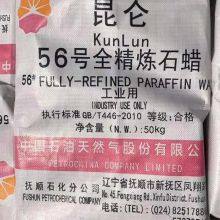 昆仑
KunLun
56号全精炼石蜡
56# FULLY-REFINED PARAFFIN WA
工业用
INDUSTRY USE ONLY
执行标准GB/T446-2010 等级:合格
净重(N.W.):50kg
中国石油天然气股份有限公司
PETROCHINA COMPANY LIMITED
抚顺石化分公司
FUSHUN PETROCHEMICAL COMPANY
辽宁省抚顺市新抚区凤翔
(024)8251788